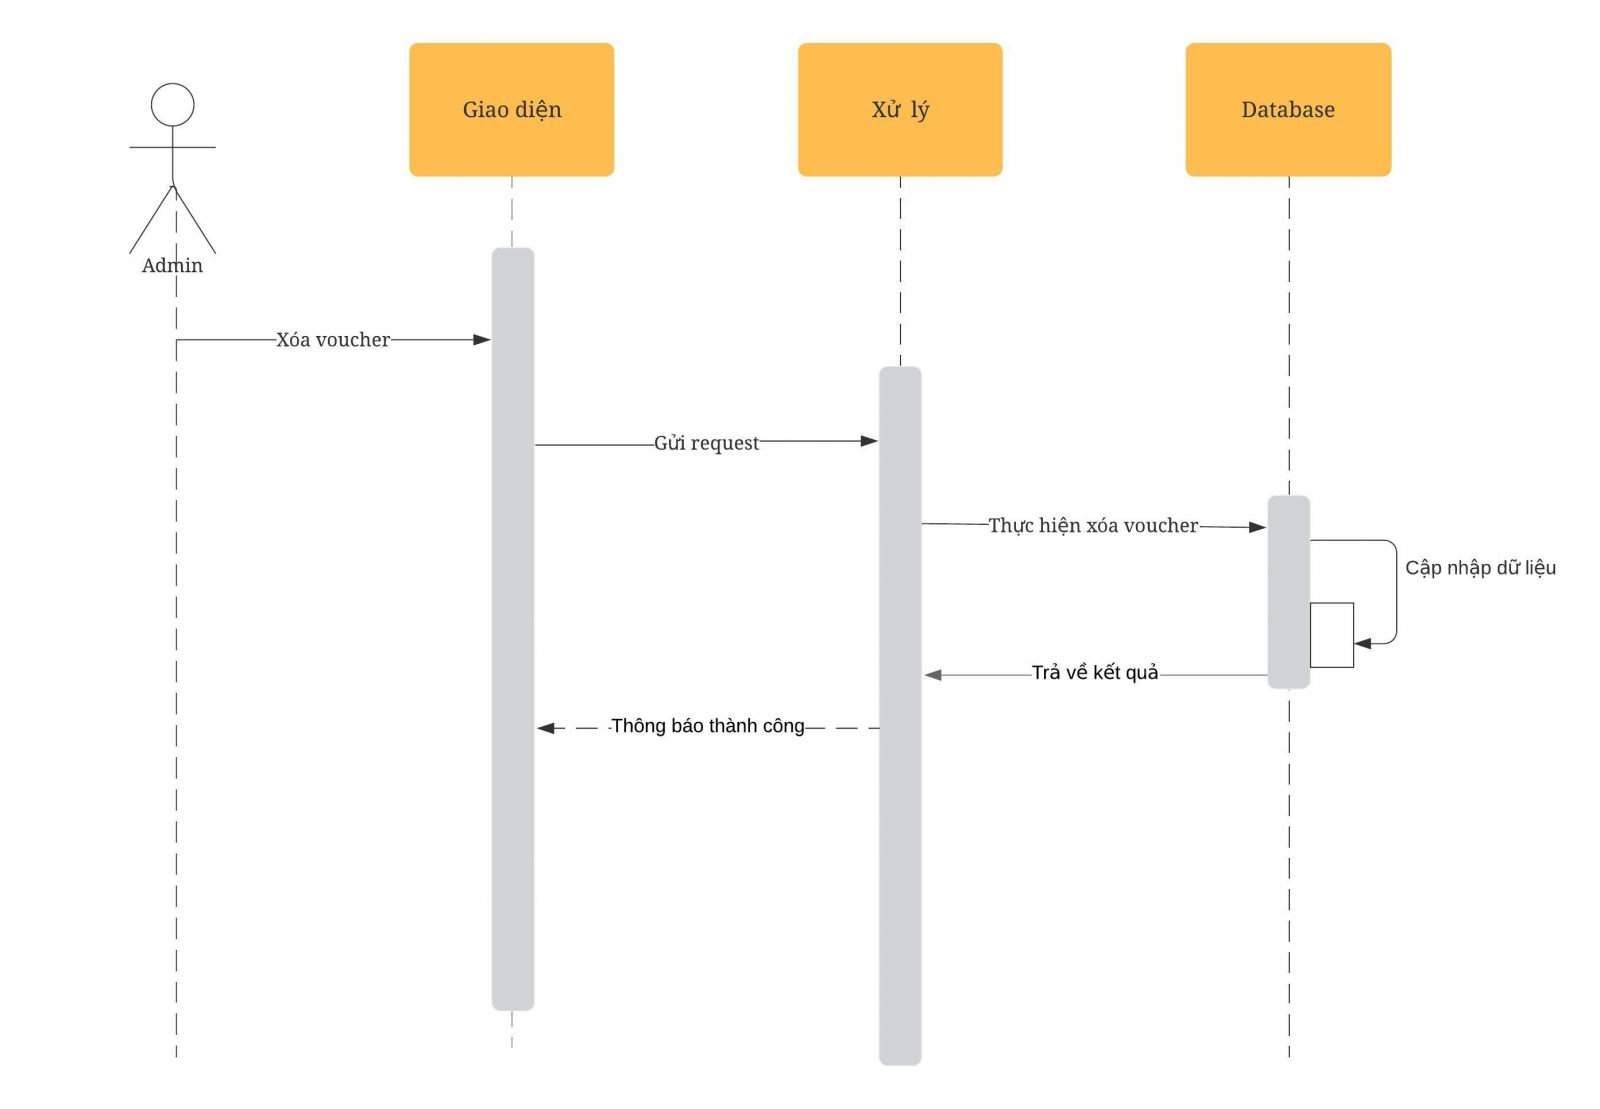 Giao diện
Xử lý
Database
Admin
Xóa voucher
Gửi request
Thực hiện xóa voucher
Cập nhập dữ liệu
Trả về kết quả
Thông báo thành công